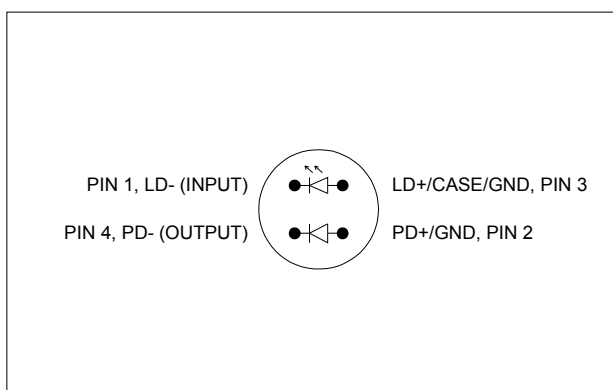 PIN 1, LD- (INPUT) LD+/CASE/GND, PIN 3
PIN 4, PD- (OUTPUT) PD+/GND, PIN 2